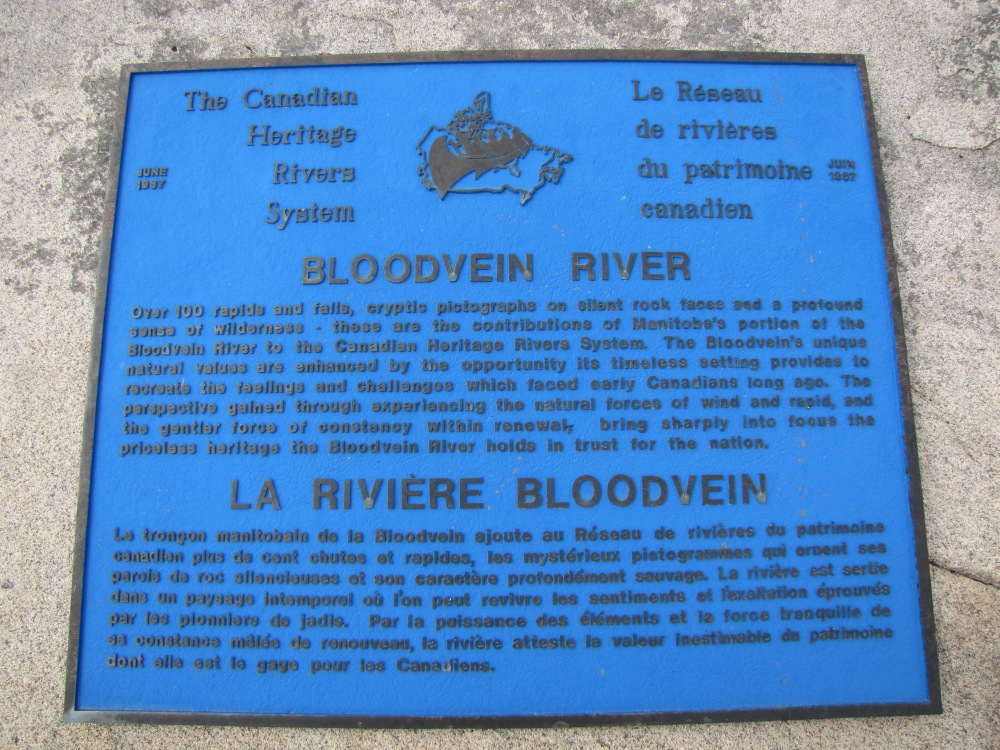 The Canadian
Heritage
Rivers
System
JUNE
1987
Le Réseau
de rivières
du patrimoine
canadien
JUIN
1987
BLOODVEIN RIVER
Over 100 rapids and falls, cryptic pictographs on silent rock faces and a profound
sense of wilderness - these are the contributions of Manitoba's portion of the
Bloodvein River to the Canadian Heritage Rivers System. The Bloodvein's unique
natural values are enhanced by the opportunity its timeless setting provides to
recreate the feelings and challenges which faced early Canadians long ago. The
perspective gained through experiencing the natural forces of wind and rapid, and
the gentler force of constancy within renewal, bring sharply into focus the
priceless heritage the Bloodvein River holds in trust for the nation.
LA RIVIÈRE BLOODVEIN
Le tronçon manitobain de la Bloodvein ajoute au Réseau de rivières du patrimoine
canadien plus de cent chutes et rapides, les mystérieux pictogrammes qui ornent ses
parois de roc silencieuses et son caractère profondément sauvage. La rivière est sertie
dans un paysage intemporel où l'on peut revivre les sentiments et l'exaltation éprouvés
par les pionniers de jadis. Par la puissance des éléments et la force tranquille de
sa constance mêlée de renouveau, la rivière atteste la valeur inestimable du patrimoine
dont elle est le gage pour les Canadiens.